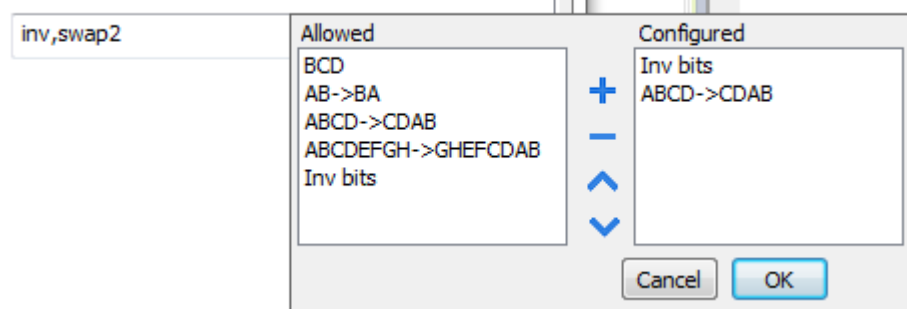 inv,swap2
Allowed
BCD
AB->BA
ABCD->CDAB
ABCDEFGH->GHEFCDAB
Inv bits
Configured
Inv bits
ABCD->CDAB
Cancel
OK